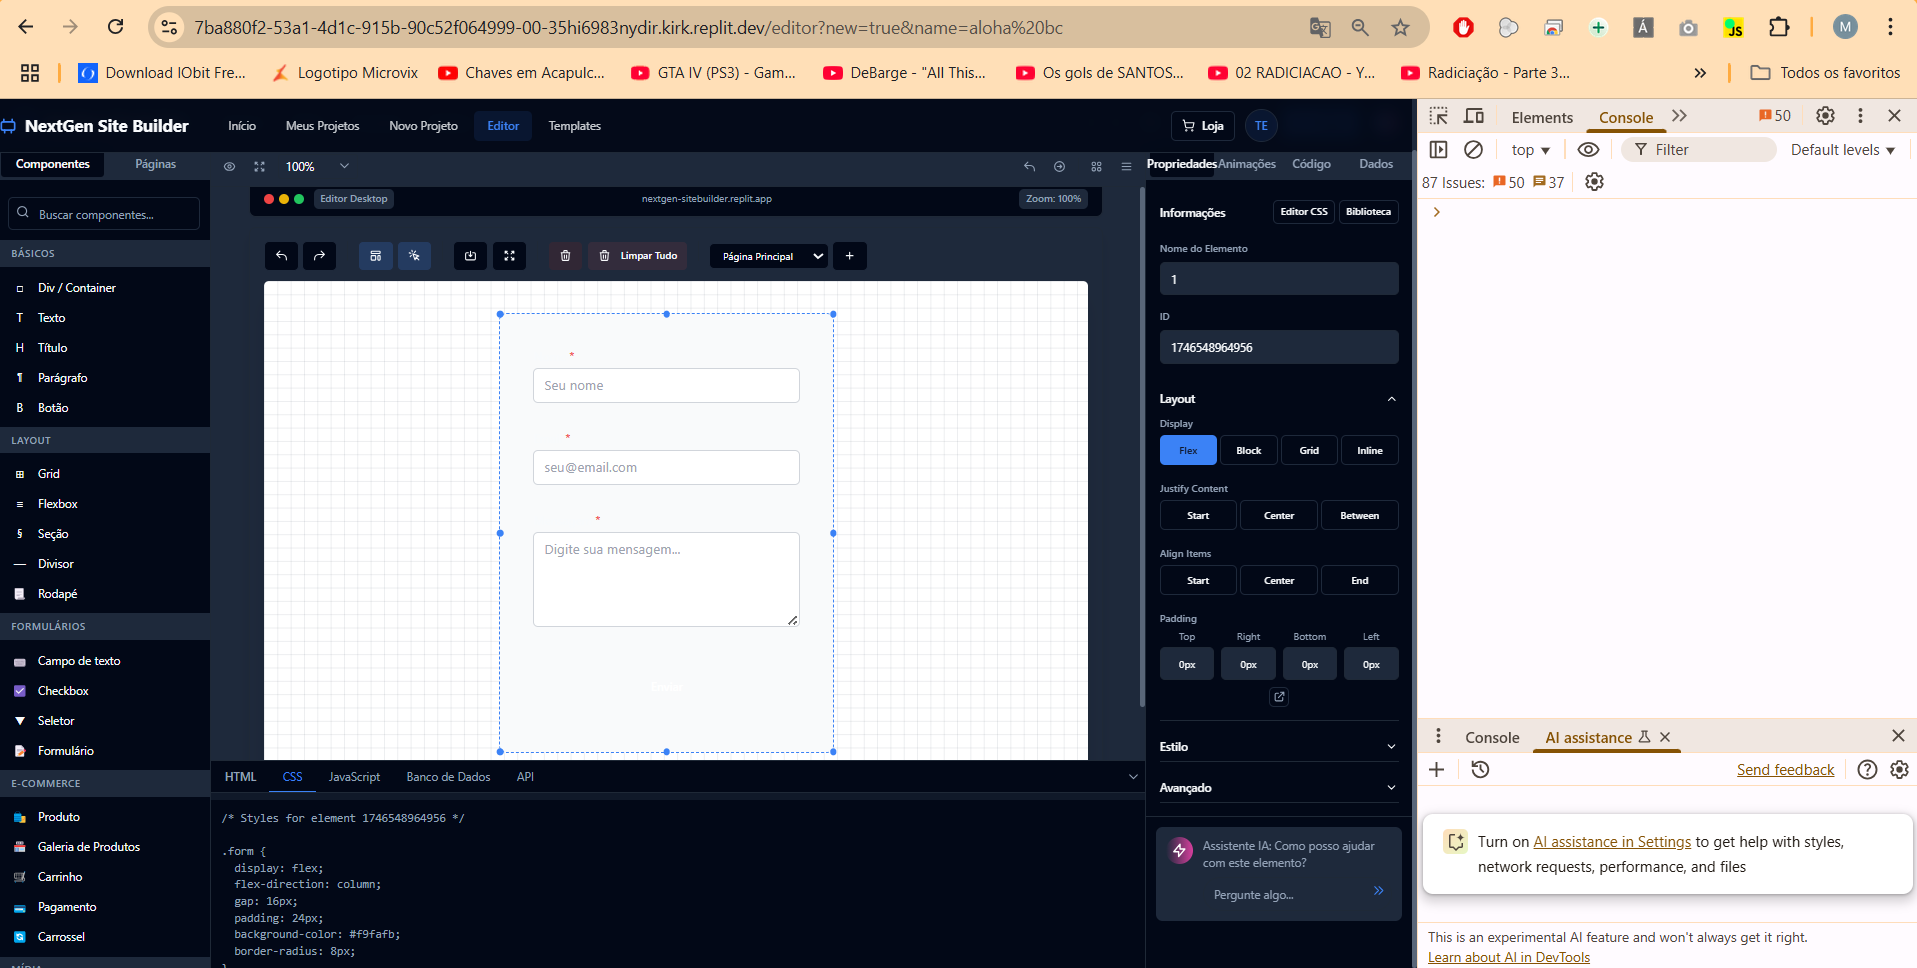 7ba880f2-53a1-4d1c-915b-90c52f064999-00-35hi6983nydir.kirk.replit.dev/editor?new=true&name=aloha%20bc
M
Download IObit Fre...
Logotipo Microvix
Chaves em Acapulc...
GTA IV (PS3) - Gam...
DeBarge - "All This...
Os gols de SANTOS...
02 RADICIACAO - Y...
Radiciação - Parte 3...
»
Todos os favoritos
NextGen Site Builder
Início
Meus Projetos
Novo Projeto
Editor
Templates
Loja
TE
Componentes
Páginas
100%
Propriedades
Animações
Código
Dados
Editor Desktop
nextgen-sitebuilder.replit.app
Zoom: 100%
Buscar componentes...
BÁSICOS
Div / Container
T Texto
H Título
¶ Parágrafo
B Botão
LAYOUT
Grid
Flexbox
§ Seção
Divisor
Rodapé
FORMULÁRIOS
Campo de texto
Checkbox
Seletor
Formulário
E-COMMERCE
Produto
Galeria de Produtos
Carrinho
Pagamento
Carrossel
MÍDIA
Limpar Tudo
Página Principal
+
*
Seu nome
*
seu@email.com
*
Digite sua mensagem...
Enviar
HTML
CSS
JavaScript
Banco de Dados
API
/* Styles for element 1746548964956 */
.form {
display: flex;
flex-direction: column;
gap: 16px;
padding: 24px;
background-color: #f9fafb;
border-radius: 8px;
}
Informações
Editor CSS
Biblioteca
Nome do Elemento
1
ID
1746548964956
Layout
Display
Flex
Block
Grid
Inline
Justify Content
Start
Center
Between
Align Items
Start
Center
End
Padding
Top
Right
Bottom
Left
0px
0px
0px
0px
Estilo
Avançado
Assistente IA: Como posso ajudar
com este elemento?
Pergunte algo...
Elements
Console
50
top
Filter
Default levels
87 Issues:
50
37
Console
AI assistance
Send feedback
Turn on AI assistance in Settings to get help with styles,
network requests, performance, and files
This is an experimental AI feature and won't always get it right.
Learn about AI in DevTools